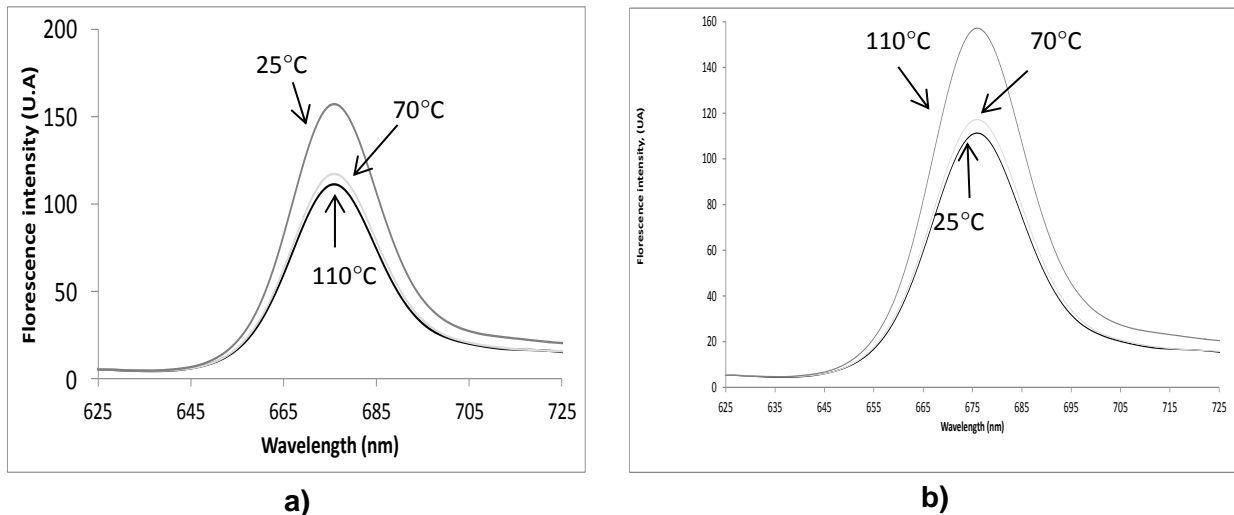 200
150
100
50
0
625 645 665 685 705 725
Florescence intensity (U.A)
Wavelength (nm)
25°C
70°C
110°C
a)
160
140
120
100
80
60
40
20
0
625 635 645 655 665 675 685 695 705 715 725
Florescence intensity, (UA)
Wavelength (nm)
110°C
70°C
25°C
b)